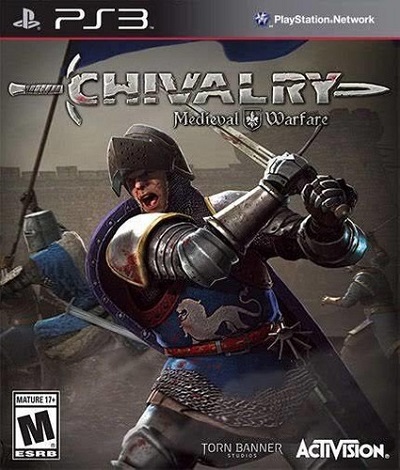 PS3
PlayStation®Network
CHIVALRY
Medieval Warfare
MATURE 17+
M
ESRB
TORN BANNER
STUDIOS
ACTIVISION®